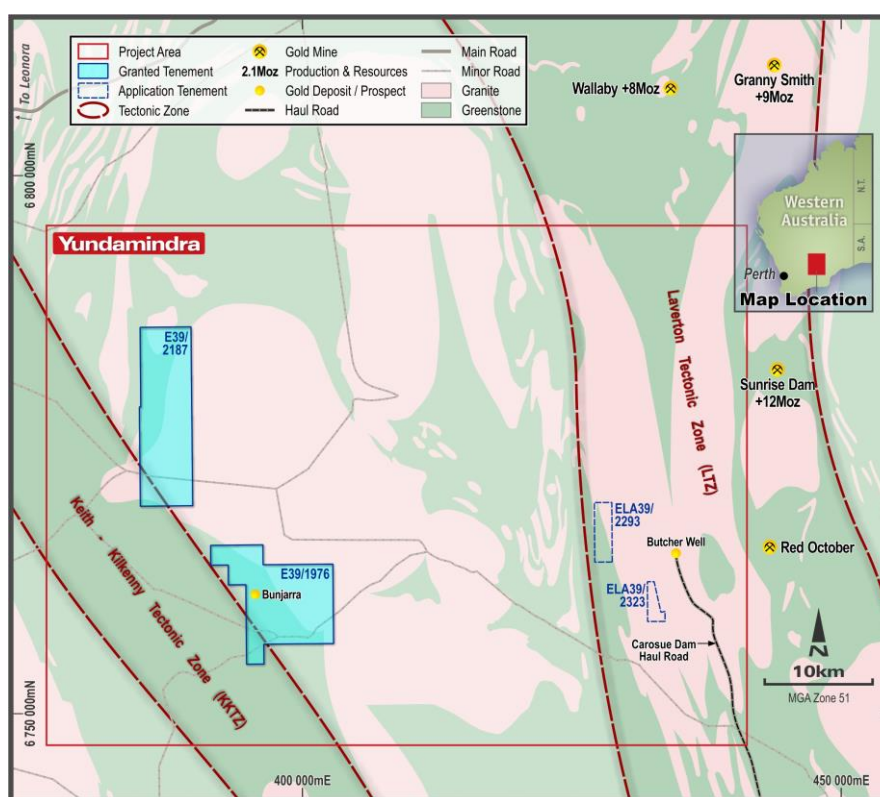 To Leonora
Project Area
Granted Tenement
Application Tenement
Tectonic Zone
Gold Mine
2.1Moz Production & Resources
Gold Deposit / Prospect
Haul Road
Main Road
Minor Road
Granite
Greenstone
Wallaby +8Moz
Granny Smith
+9Moz
6 800 000mN
Yundamindra
Western
Australia
N.T.
S.A.
Perth
Map Location
E39/
2187
Laverton Tectonic Zone (LTZ)
Sunrise Dam
+12Moz
Keith - Kilkenny Tectonic Zone (KKTZ)
ELA39/
2293
Butcher Well
Red October
E39/1976
Bunjarra
ELA39/
2323
Carosue Dam
Haul Road
N
10km
MGA Zone 51
6 750 000mN
400 000mE
450 000mE